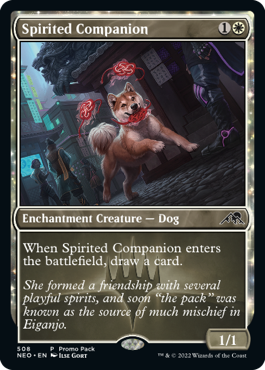 Spirited Companion 1
Enchantment Creature — Dog
When Spirited Companion enters
the battlefield, draw a card.
She formed a friendship with several
playful spirits, and soon “the pack” was
known as the source of much mischief in
Eiganjo.
1/1
508 P Promo Pack
NEO • EN ILSE GORT ™ & © 2022 Wizards of the Coast